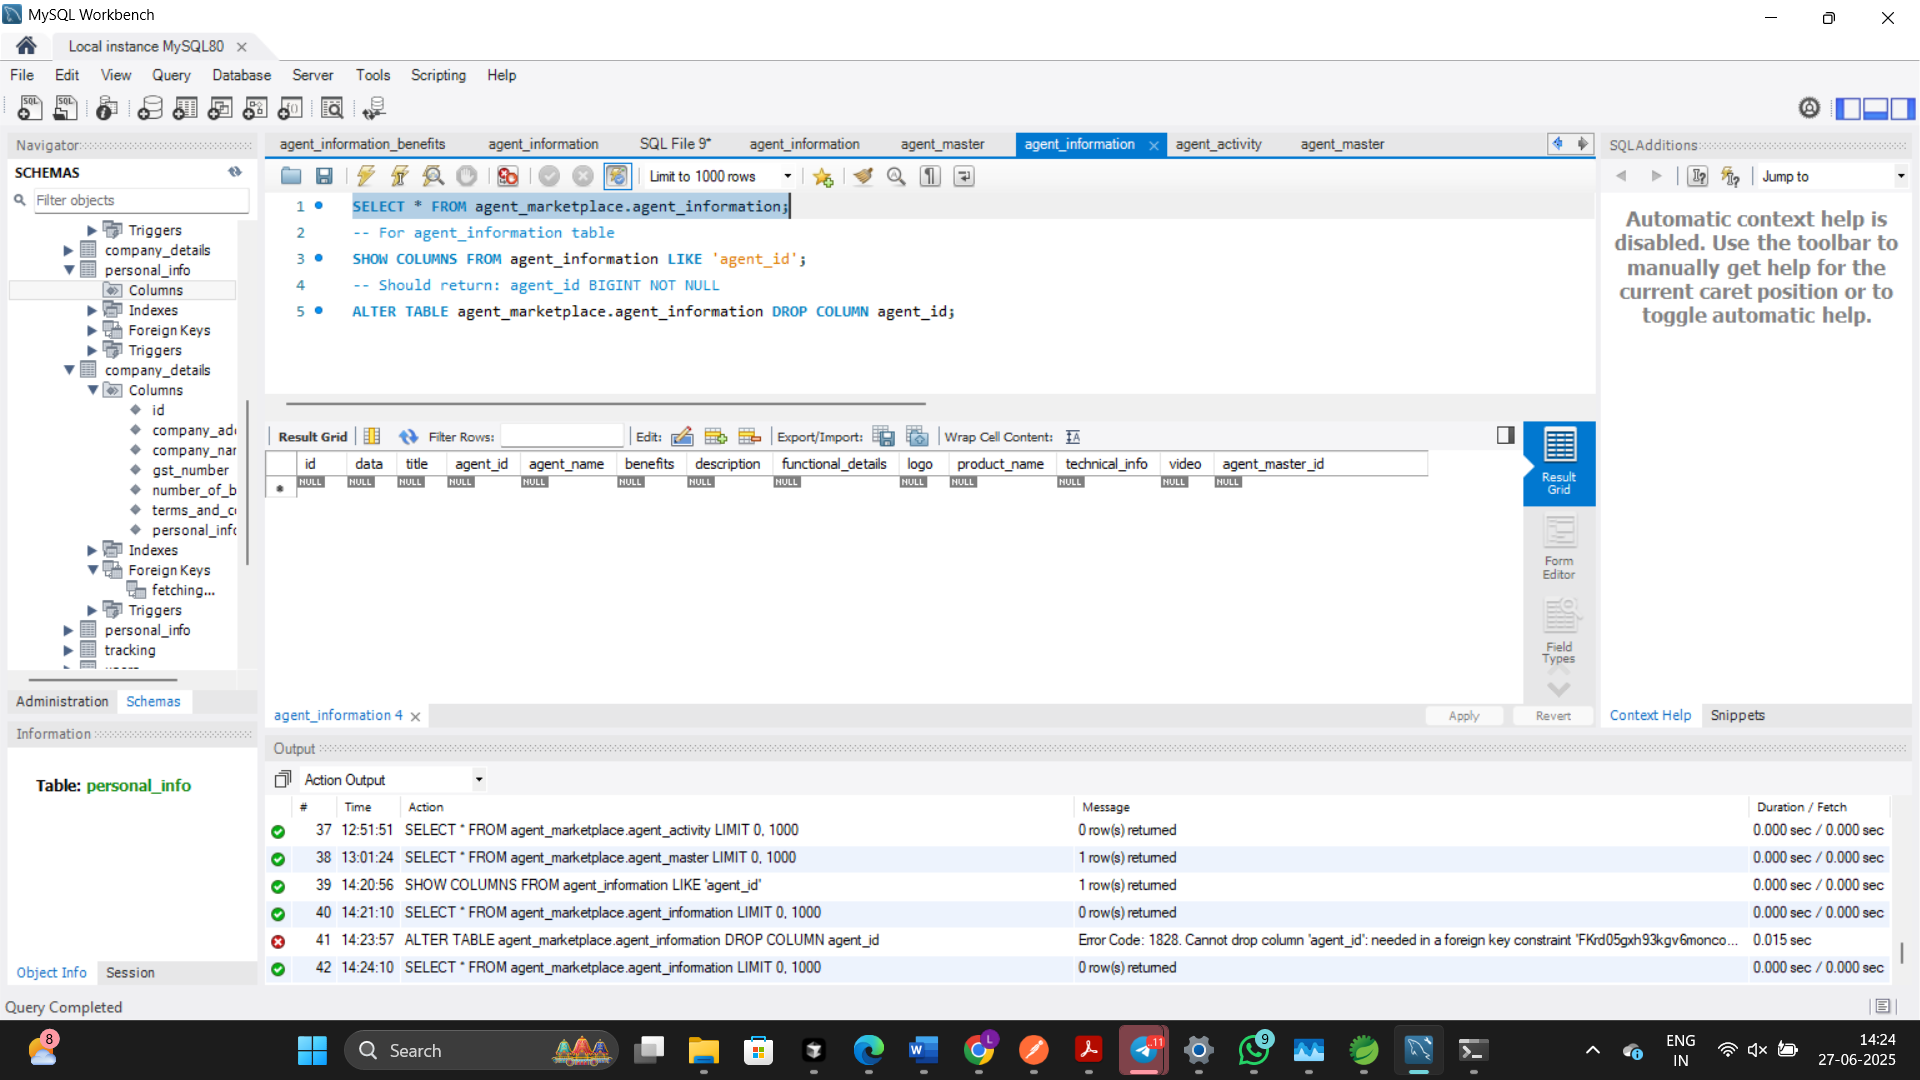 MySQL Workbench
Local instance MySQL80
File Edit View Query Database Server Tools Scripting Help
Navigator
SCHEMAS
Filter objects
Triggers
company_details
personal_info
Columns
Indexes
Foreign Keys
Triggers
company_details
Columns
id
company_add
company_nar
gst_number
number_of_b
terms_and_co
personal_info
Indexes
Foreign Keys
fetching...
Triggers
personal_info
tracking
Administration Schemas
Information
Table: personal_info
Object Info Session
Query Completed
agent_information_benefits agent_information SQL File 9* agent_information agent_master agent_information agent_activity agent_master
Limit to 1000 rows
1 SELECT * FROM agent_marketplace.agent_information;
2 -- For agent_information table
3 SHOW COLUMNS FROM agent_information LIKE 'agent_id';
4 -- Should return: agent_id BIGINT NOT NULL
5 ALTER TABLE agent_marketplace.agent_information DROP COLUMN agent_id;
Result Grid Filter Rows: Edit: Export/Import: Wrap Cell Content:
id data title agent_id agent_name benefits description functional_details logo product_name technical_info video agent_master_id
NULL NULL NULL NULL NULL NULL NULL NULL NULL NULL NULL NULL NULL
Result
Grid
Form
Editor
Field
Types
agent_information 4
Apply Revert
SQLAdditions
Jump to
Automatic context help is
disabled. Use the toolbar to
manually get help for the
current caret position or to
toggle automatic help.
Context Help Snippets
Output
Action Output
# Time Action Message Duration / Fetch
37 12:51:51 SELECT * FROM agent_marketplace.agent_activity LIMIT 0, 1000 0 row(s) returned 0.000 sec / 0.000 sec
38 13:01:24 SELECT * FROM agent_marketplace.agent_master LIMIT 0, 1000 1 row(s) returned 0.000 sec / 0.000 sec
39 14:20:56 SHOW COLUMNS FROM agent_information LIKE 'agent_id' 1 row(s) returned 0.000 sec / 0.000 sec
40 14:21:10 SELECT * FROM agent_marketplace.agent_information LIMIT 0, 1000 0 row(s) returned 0.000 sec / 0.000 sec
41 14:23:57 ALTER TABLE agent_marketplace.agent_information DROP COLUMN agent_id Error Code: 1828. Cannot drop column 'agent_id': needed in a foreign key constraint 'FKrd05gxh93kgv6monco... 0.015 sec
42 14:24:10 SELECT * FROM agent_marketplace.agent_information LIMIT 0, 1000 0 row(s) returned 0.000 sec / 0.000 sec
8
Search
L
..11
9
ENG
IN
14:24
27-06-2025